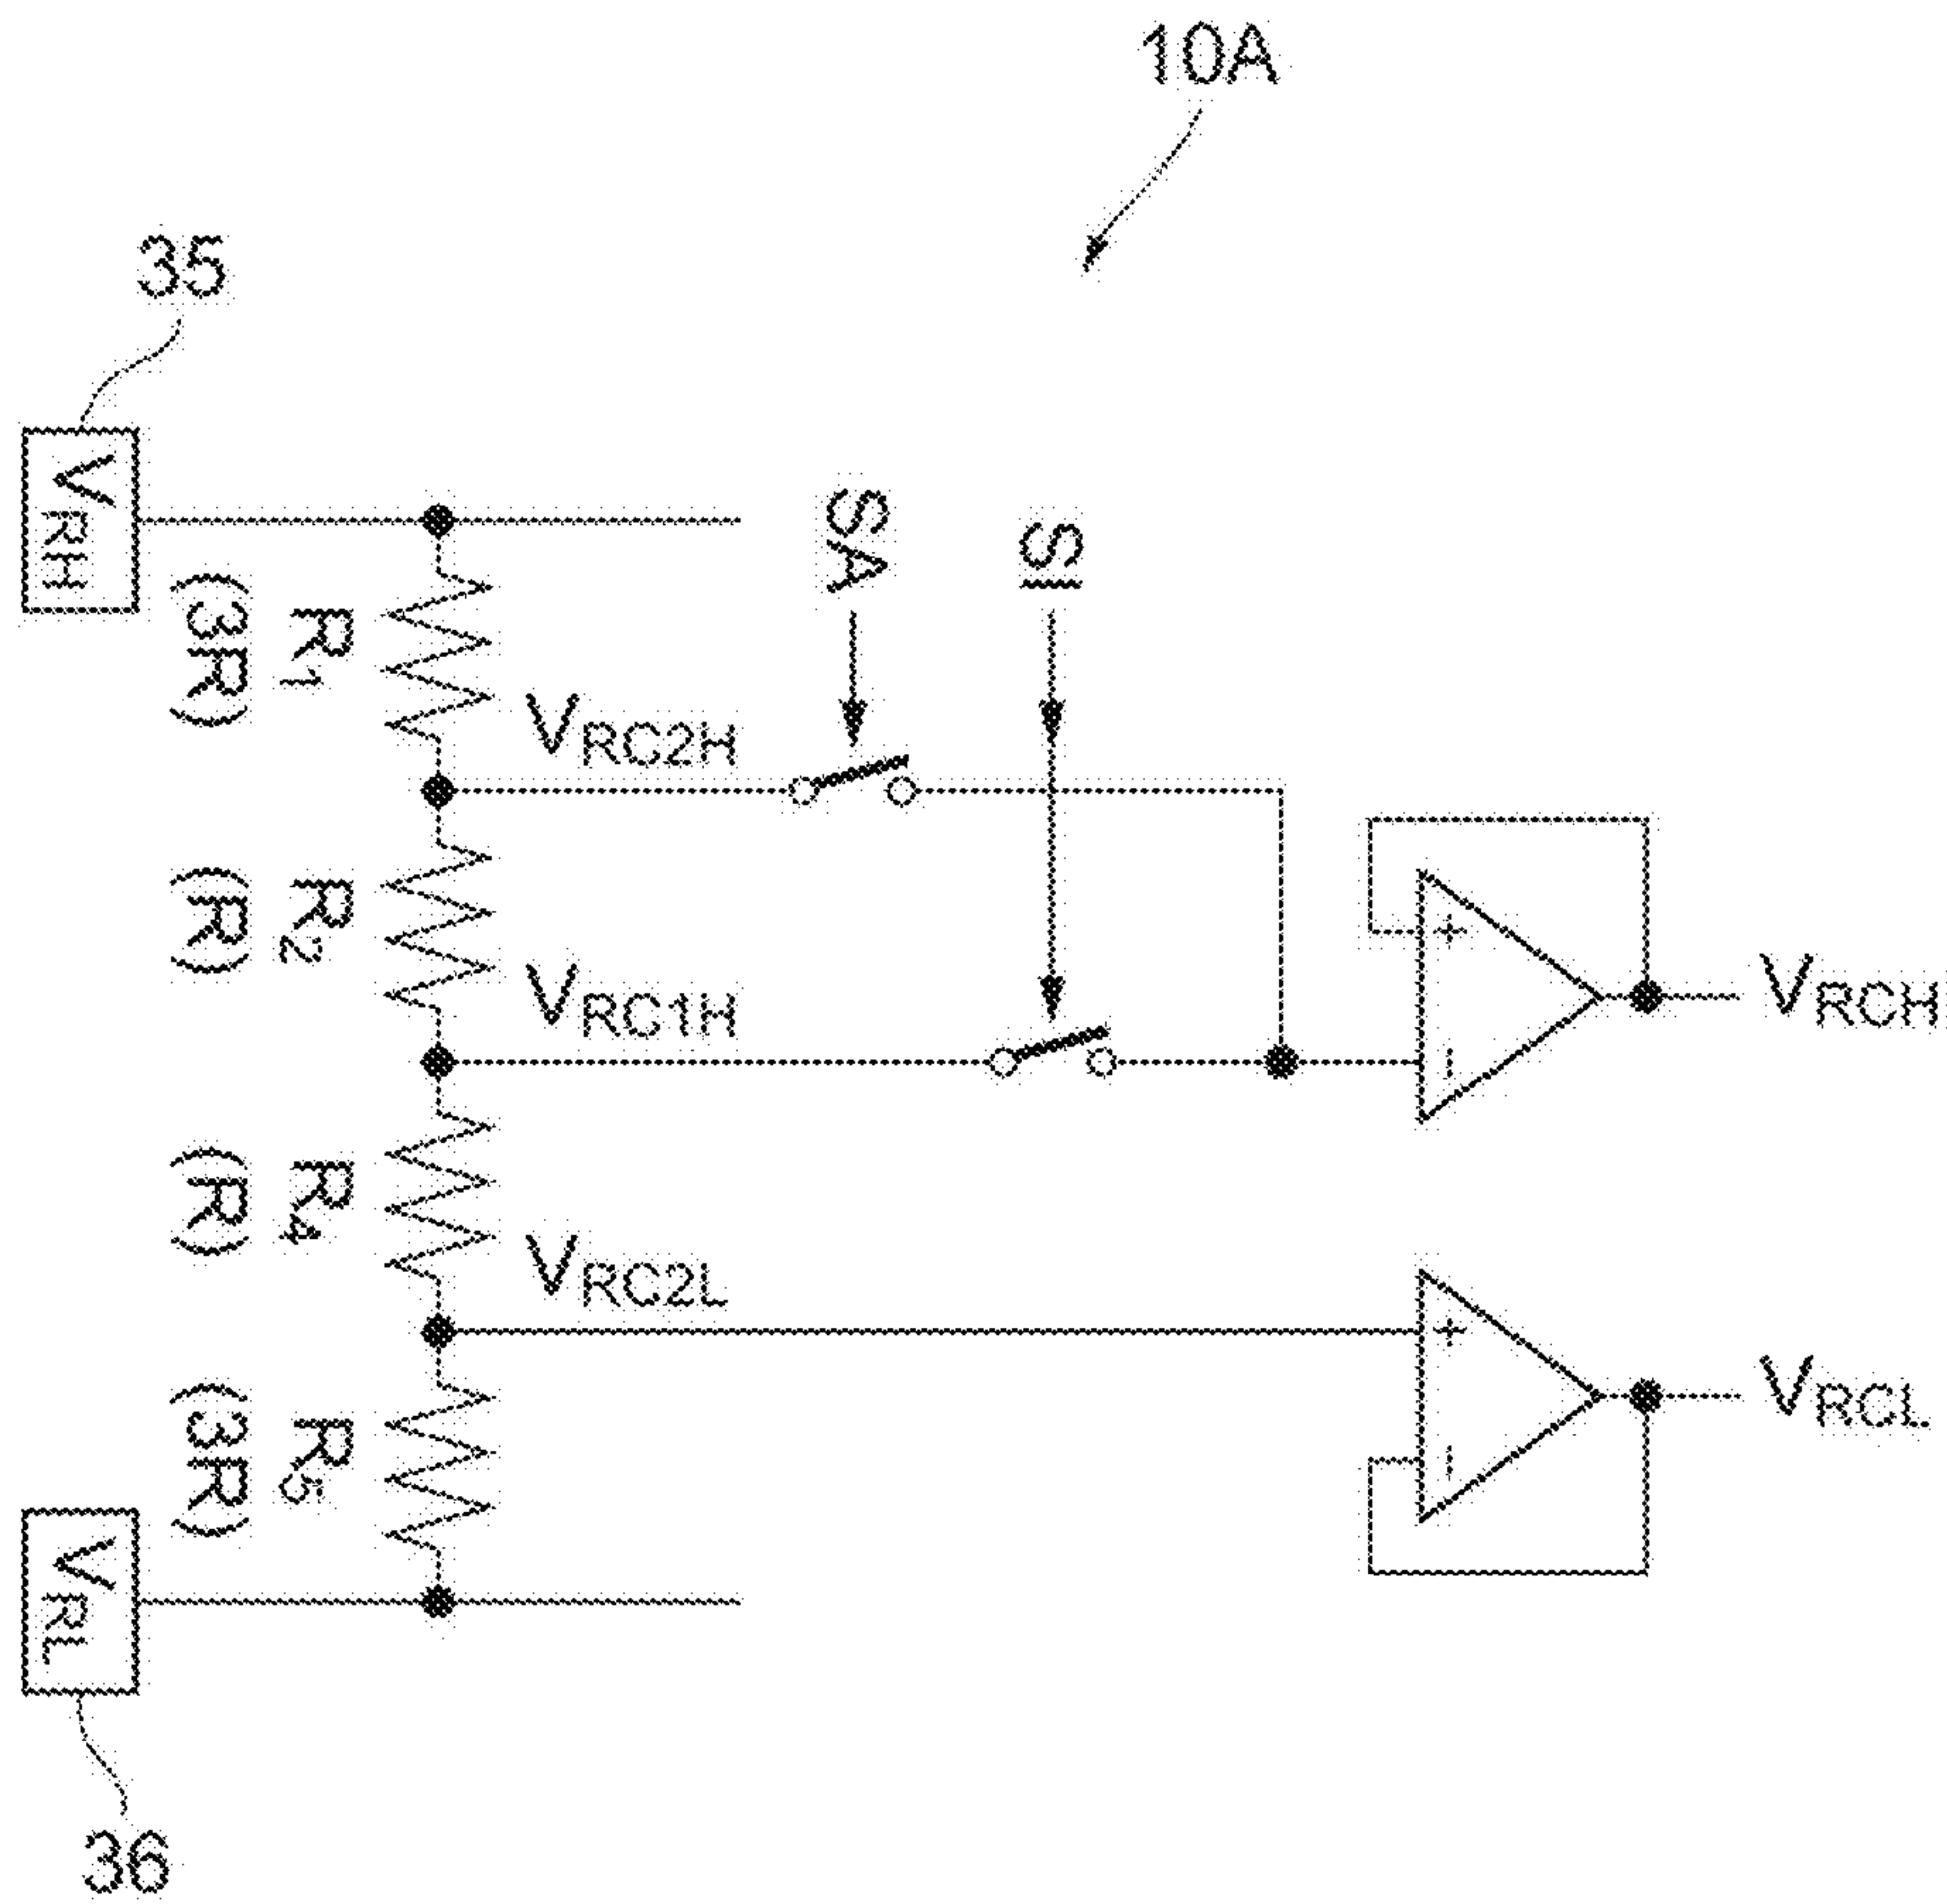 10A
35
VRH
SA
SI
R1
(3R)
VRC2H
R2
(R)
VRC1H
+
−
VRCH
R4
(R)
VRC2L
+
−
VRCL
R5
(3R)
VRL
36